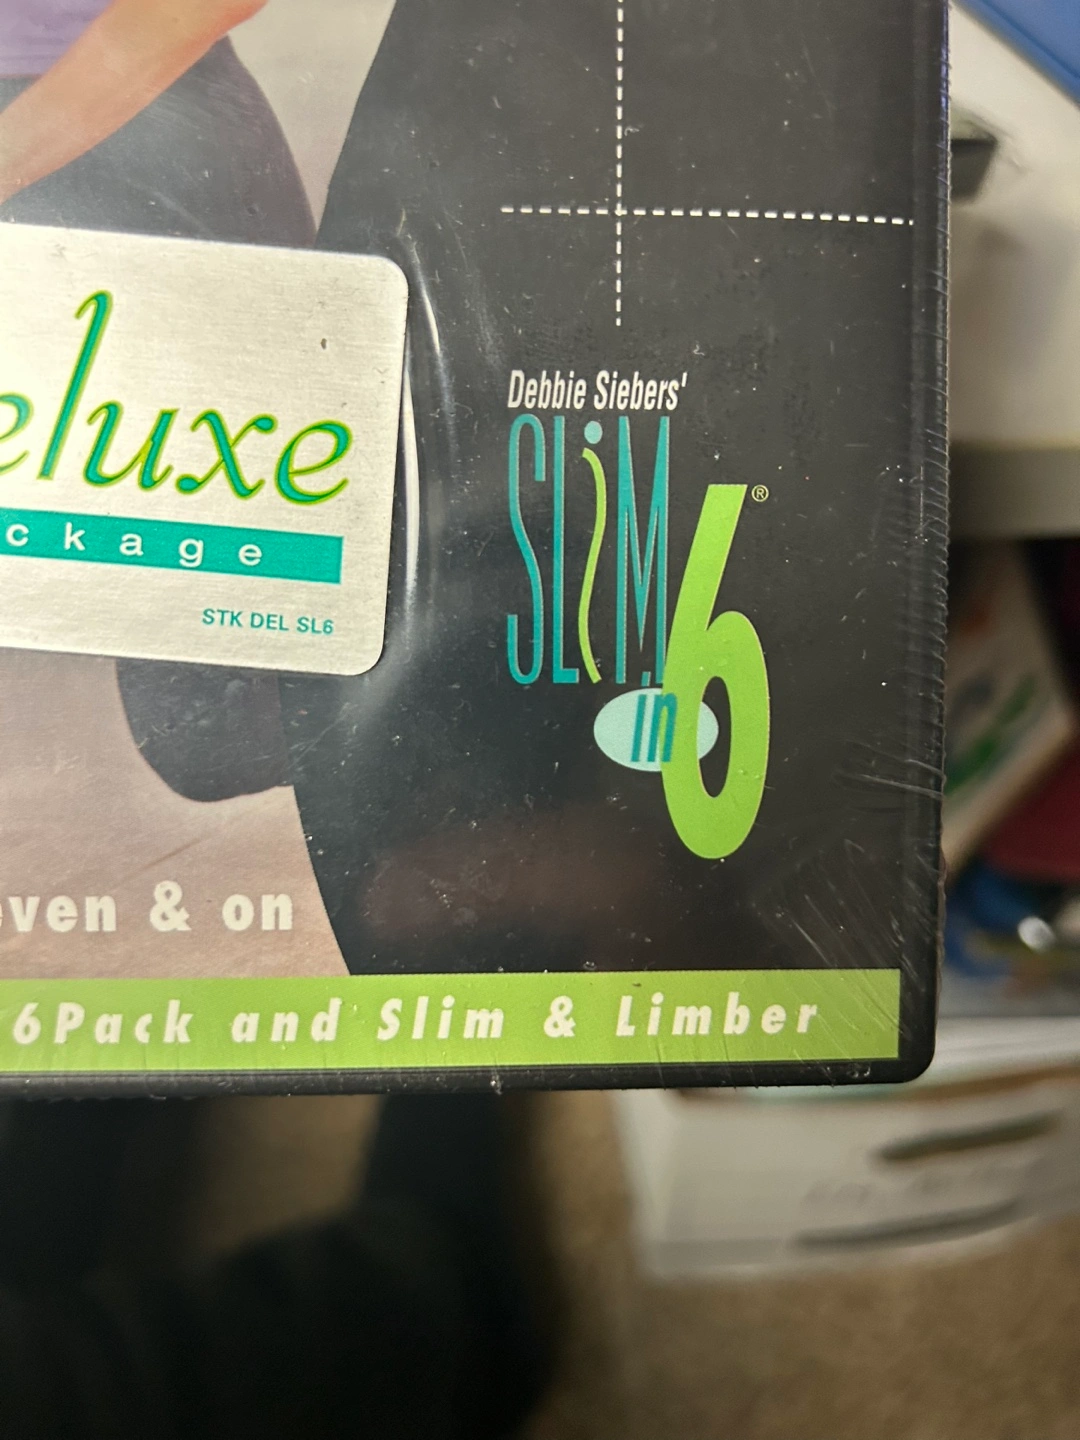 eluxe
ckage
STK DEL SL6
Debbie Siebers'
SLiM
in 6®
even & on
6Pack and Slim & Limber